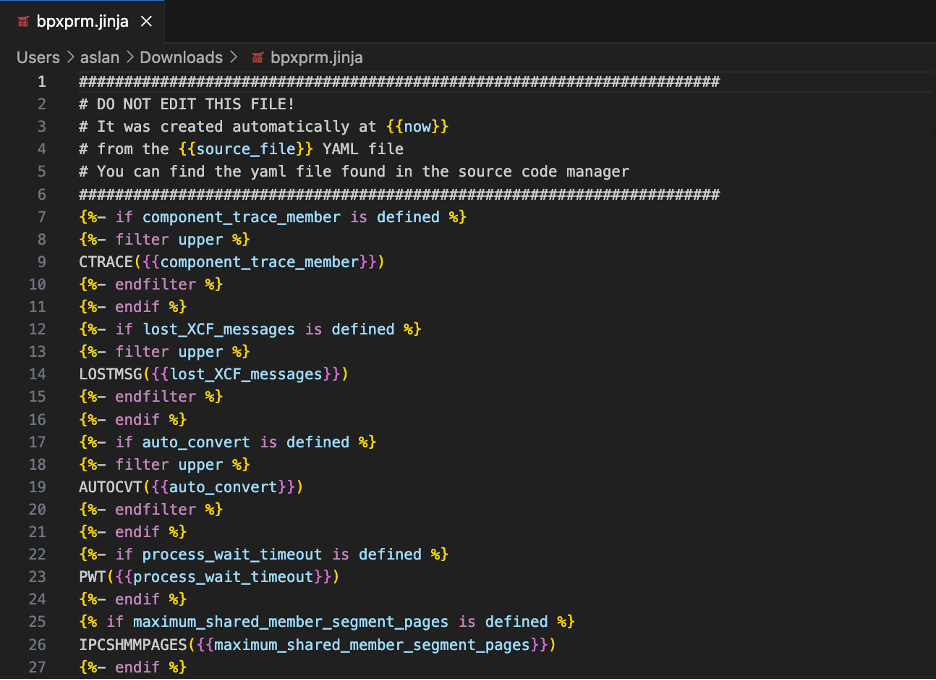 bpxprm.jinja ×
Users > aslan > Downloads > bpxprm.jinja
1 #######################################################################
2 # DO NOT EDIT THIS FILE!
3 # It was created automatically at {{now}}
4 # from the {{source_file}} YAML file
5 # You can find the yaml file found in the source code manager
6 #######################################################################
7 {%- if component_trace_member is defined %}
8 {%- filter upper %}
9 CTRACE({{component_trace_member}})
10 {%- endfilter %}
11 {%- endif %}
12 {%- if lost_XCF_messages is defined %}
13 {%- filter upper %}
14 LOSTMSG({{lost_XCF_messages}})
15 {%- endfilter %}
16 {%- endif %}
17 {%- if auto_convert is defined %}
18 {%- filter upper %}
19 AUTOCVT({{auto_convert}})
20 {%- endfilter %}
21 {%- endif %}
22 {%- if process_wait_timeout is defined %}
23 PWT({{process_wait_timeout}})
24 {%- endif %}
25 {% if maximum_shared_member_segment_pages is defined %}
26 IPCSHMMPAGES({{maximum_shared_member_segment_pages}})
27 {%- endif %}